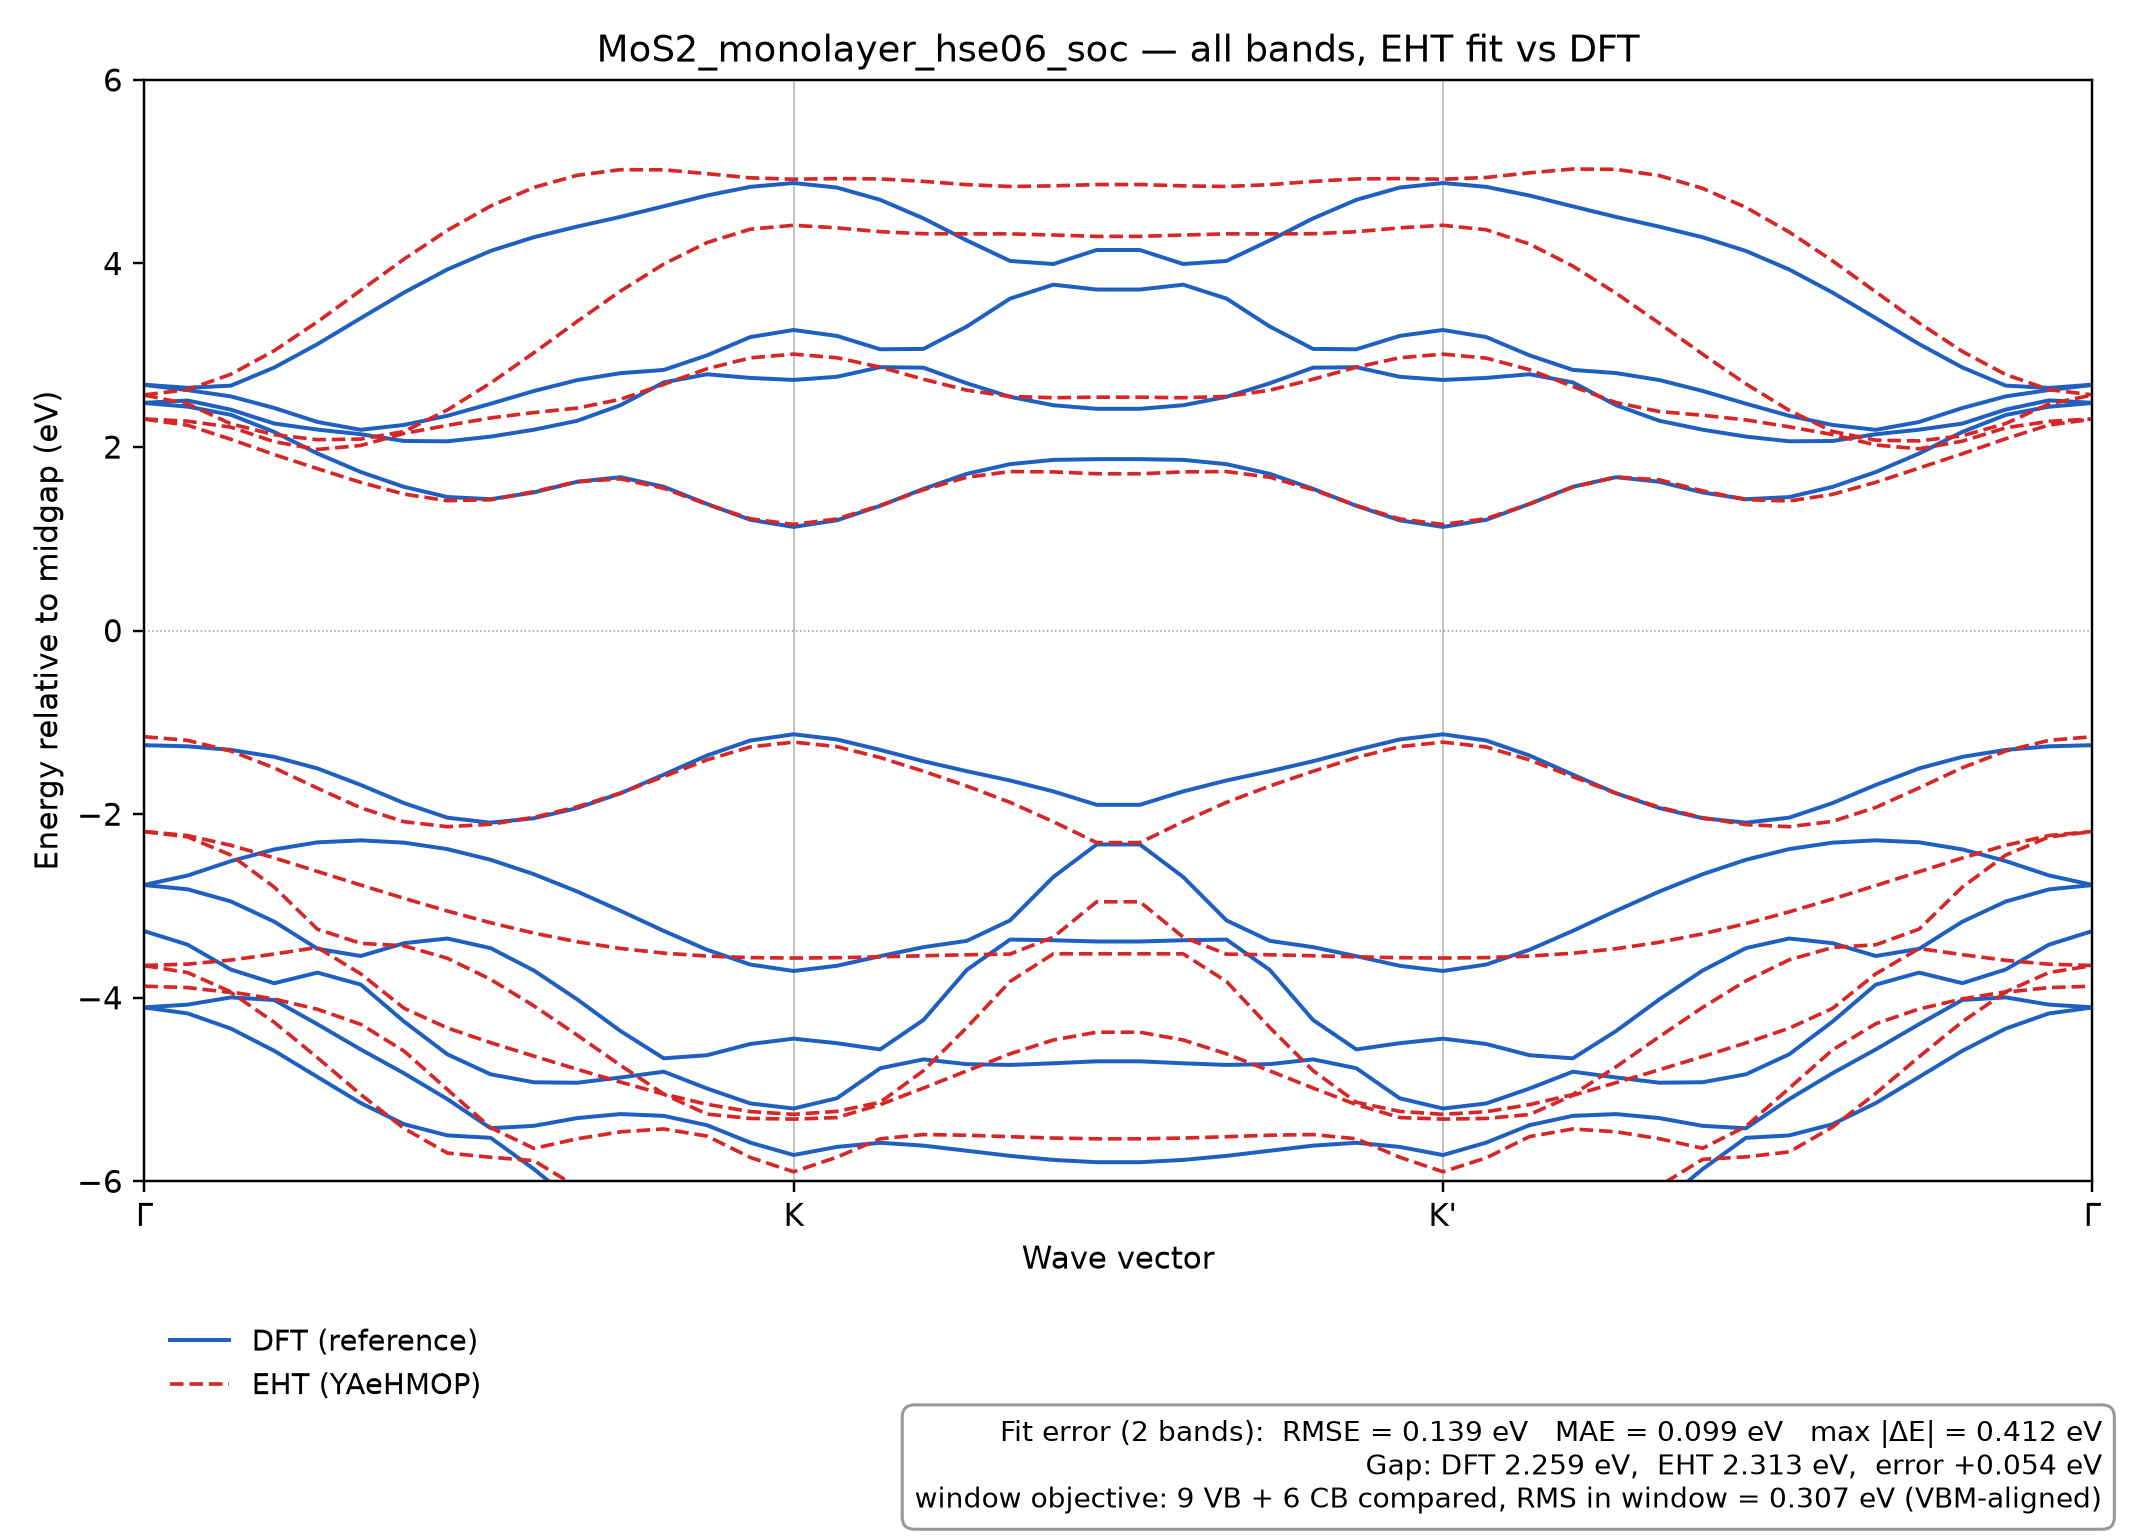 MoS2_monolayer_hse06_soc — all bands, EHT fit vs DFT
Energy relative to midgap (eV)
6
4
2
0
−2
−4
−6
Γ K K' Γ
Wave vector
DFT (reference)
EHT (YAeHMOP)
Fit error (2 bands): RMSE = 0.139 eV MAE = 0.099 eV max |ΔE| = 0.412 eV
Gap: DFT 2.259 eV, EHT 2.313 eV, error +0.054 eV
window objective: 9 VB + 6 CB compared, RMS in window = 0.307 eV (VBM-aligned)